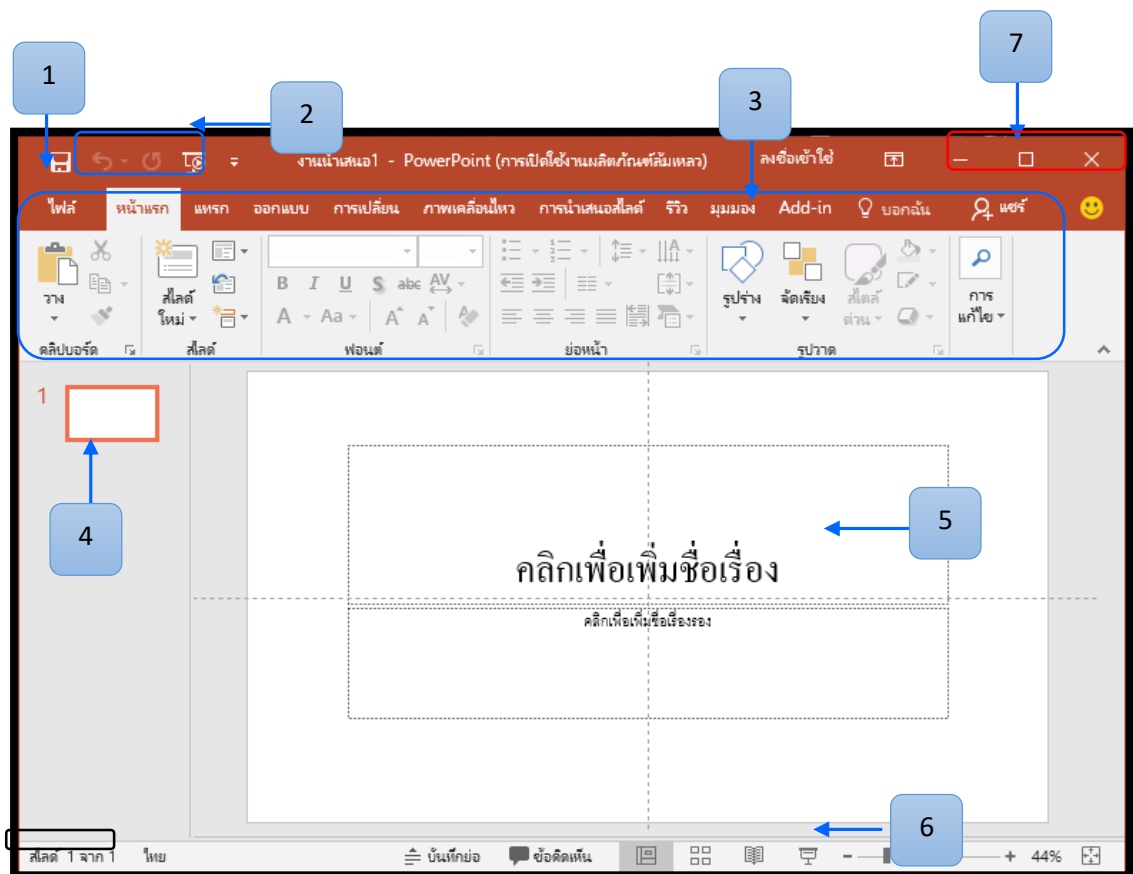 7
1
2
3
งานนำเสนอ1 - PowerPoint (การเปิดใช้งานผลิตภัณฑ์ล้มเหลว) ลงชื่อเข้าใช้
ไฟล์ หน้าแรก แทรก ออกแบบ การเปลี่ยน ภาพเคลื่อนไหว การนำเสนอสไลด์ รีวิว มุมมอง Add-in บอกฉัน แชร์
B I U S abc AV
วาง สไลด์ รูปร่าง จัดเรียง สไตล์ การ
ใหม่ A Aa A A ด่วน แก้ไข
คลิปบอร์ด สไลด์ ฟอนต์ ย่อหน้า รูปวาด
1
4
5
คลิกเพื่อเพิ่มชื่อเรื่อง
คลิกเพื่อเพิ่มชื่อเรื่องรอง
6
สไลด์ 1 จาก 1 ไทย บันทึกย่อ ข้อคิดเห็น - + 44%